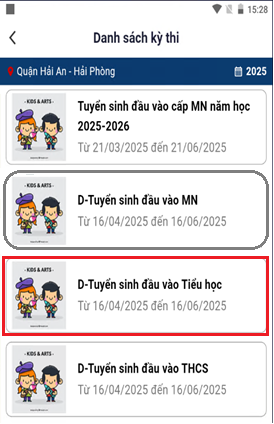 15:28
Danh sách kỳ thi
Quận Hải An - Hải Phòng
2025
- KIDS & ARTS -
Tuyển sinh đầu vào cấp MN năm học
2025-2026
Từ 21/03/2025 đến 21/06/2025
- KIDS & ARTS -
D-Tuyển sinh đầu vào MN
Từ 16/04/2025 đến 16/06/2025
- KIDS & ARTS -
D-Tuyển sinh đầu vào Tiểu học
Từ 16/04/2025 đến 16/06/2025
- KIDS & ARTS -
D-Tuyển sinh đầu vào THCS
Từ 16/04/2025 đến 16/06/2025